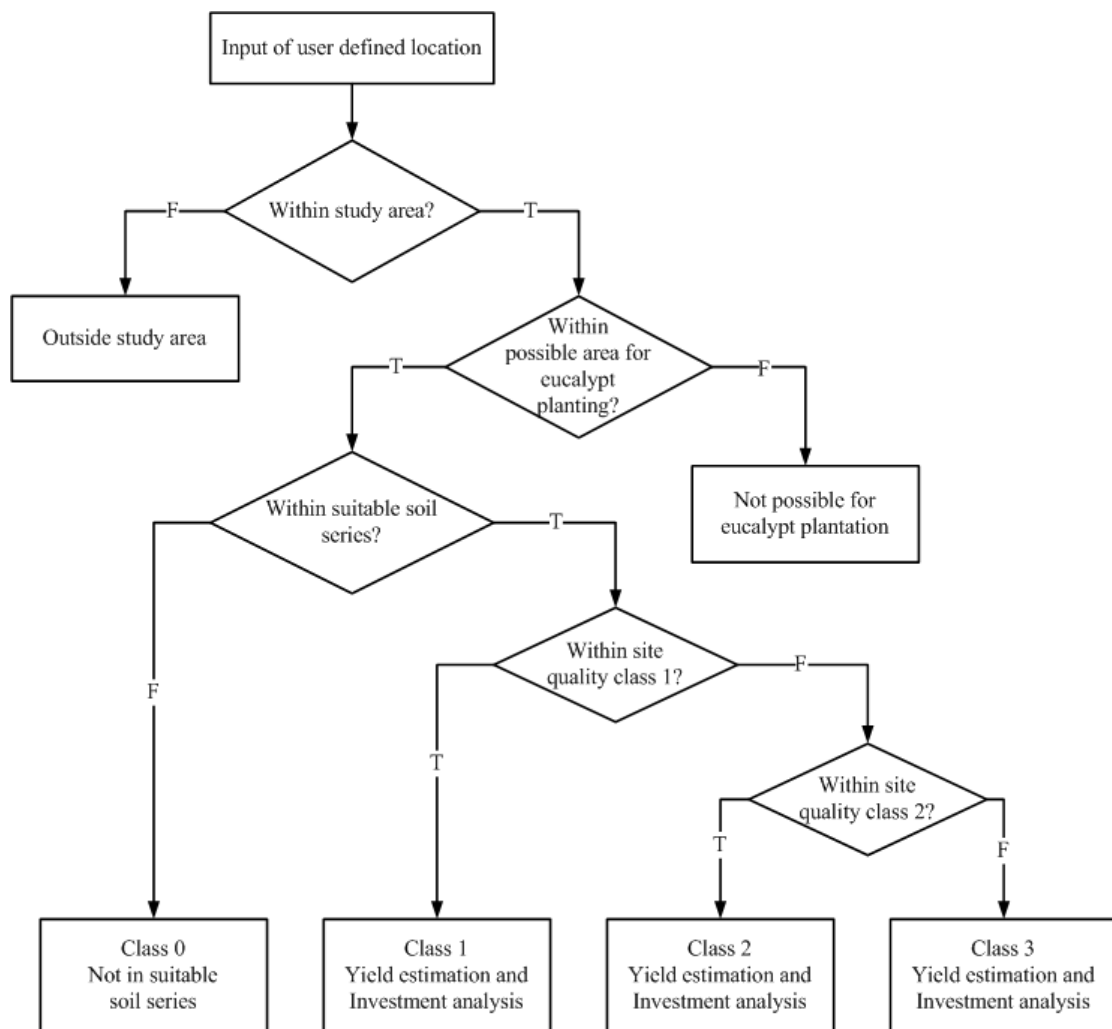 Input of user defined location
Within study area?
F
T
Outside study area
Within
possible area for
eucalypt
planting?
T
F
Within suitable soil
series?
Not possible for
eucalypt plantation
T
F
Within site
quality class 1?
F
T
Within site
quality class 2?
T
F
Class 0
Not in suitable
soil series
Class 1
Yield estimation and
Investment analysis
Class 2
Yield estimation and
Investment analysis
Class 3
Yield estimation and
Investment analysis